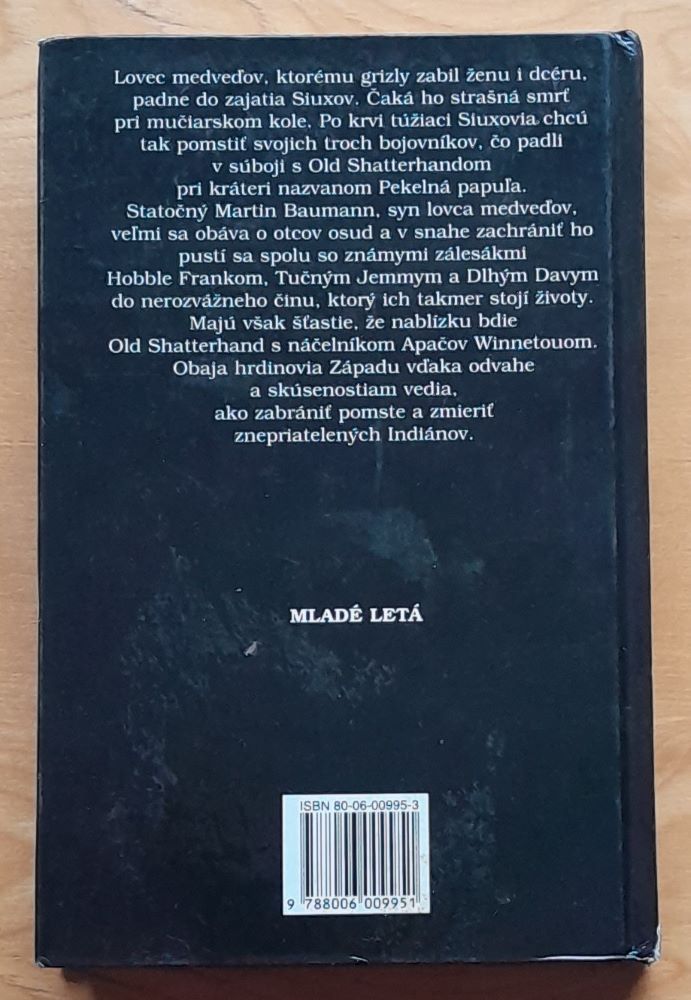 Lovec medveďov, ktorému grizly zabil ženu i dcéru,
padne do zajatia Siuxov. Čaká ho strašná smrť
pri mučiarskom kole. Po krvi túžiaci Siuxovia chcú
tak pomstiť svojich troch bojovníkov, čo padli
v súboji s Old Shatterhandom
pri kráteri nazvanom Pekelná papuľa.
Statočný Martin Baumann, syn lovca medveďov,
veľmi sa obáva o otcov osud a v snahe zachrániť ho
pustí sa spolu so známymi zálesákmi
Hobble Frankom, Tučným Jemmym a Dlhým Davym
do nerozvážneho činu, ktorý ich takmer stojí životy.
Majú však šťastie, že nablízku bdie
Old Shatterhand s náčelníkom Apačov Winnetouom.
Obaja hrdinovia Západu vďaka odvahe
a skúsenostiam vedia,
ako zabrániť pomste a zmieriť
znepriatelených Indiánov.
MLADÉ LETÁ
ISBN 80-06-00995-3
9 788006 009951